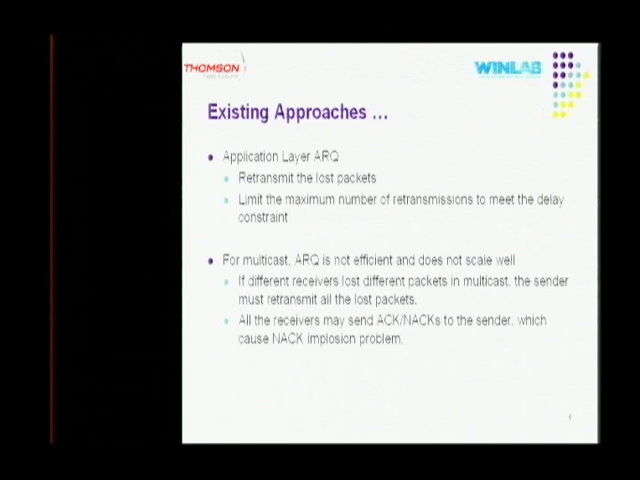 THOMSON
WINLAB
Existing Approaches ...
Application Layer ARQ
Retransmit the lost packets
Limit the maximum number of retransmissions to meet the delay
constraint
For multicast, ARQ is not efficient and does not scale well
If different receivers lost different packets in multicast, the sender
must retransmit all the lost packets.
All the receivers may send ACK/NACKs to the sender, which
cause NACK implosion problem.